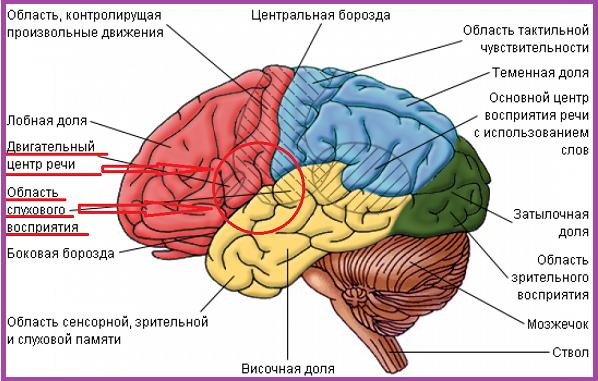 Область, контролирущая
произвольные движения
Центральная борозда
Область тактильной
чувствительности
Теменная доля
Основной центр
восприятия речи
с использованием
слов
Лобная доля
Двигательный
центр речи
Область
слухового
восприятия
Боковая борозда
Затылочная
доля
Область
зрительного
восприятия
Мозжечок
Ствол
Область сенсорной, зрительной
и слуховой памяти
Височная доля